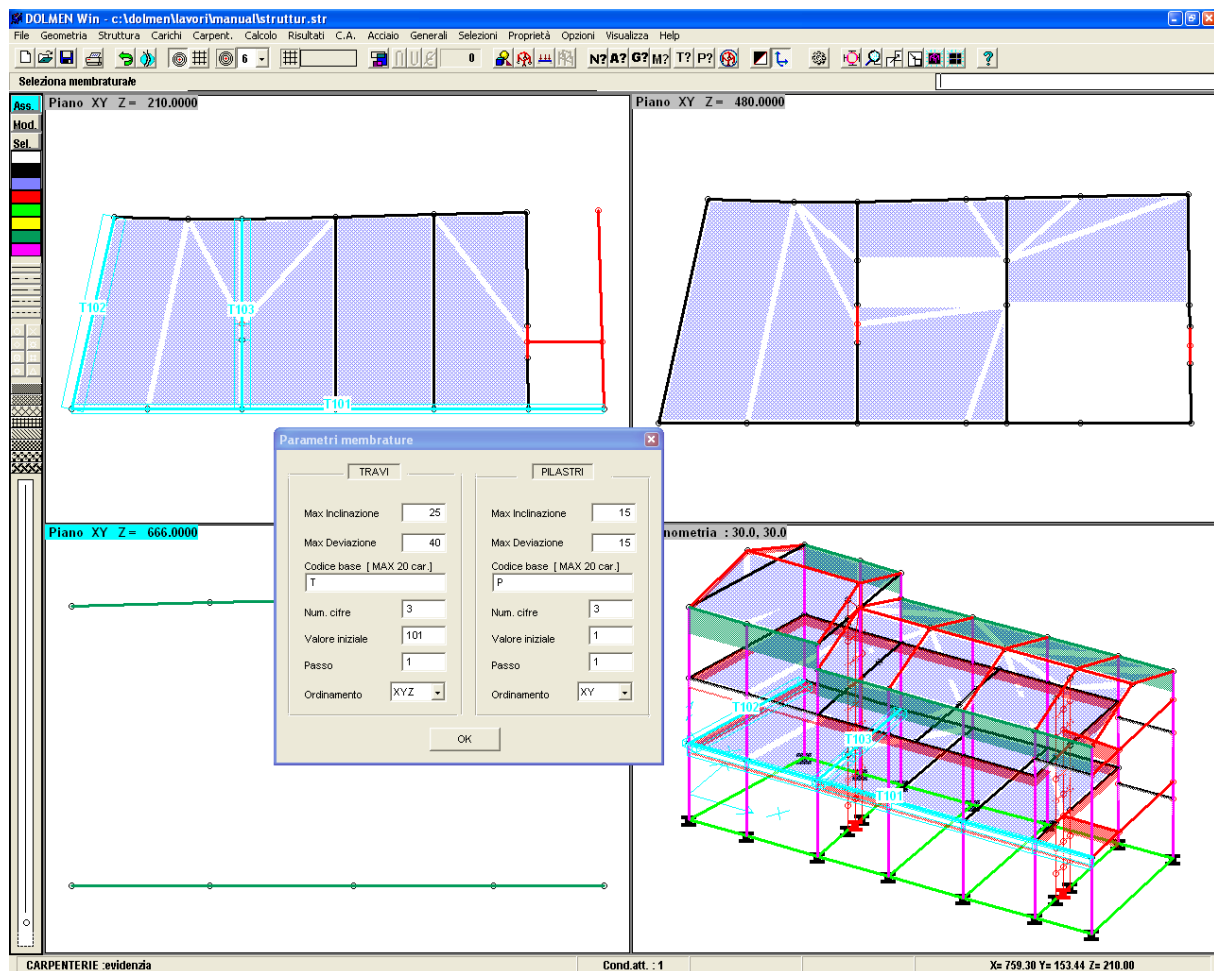 DOLMEN Win - c:\dolmen\lavori\manual\struttur.str
File Geometria Struttura Carichi Carpent. Calcolo Risultati C.A. Acciaio Generali Selezioni Proprietà Opzioni Visualizza Help
6 0 N? A? G? M? T? P? ?
Seleziona membratura/e
Ass.
Mod.
Sel.
Piano XY Z = 210.0000
T102
T103
T101
Piano XY Z = 480.0000
Piano XY Z = 666.0000
nometria : 30.0, 30.0
T102
T103
T101
Parametri membrature
TRAVI
Max Inclinazione 25
Max Deviazione 40
Codice base [ MAX 20 car.]
T
Num. cifre 3
Valore iniziale 101
Passo 1
Ordinamento XYZ
PILASTRI
Max Inclinazione 15
Max Deviazione 15
Codice base [ MAX 20 car.]
P
Num. cifre 3
Valore iniziale 1
Passo 1
Ordinamento XY
OK
CARPENTERIE :evidenzia Cond.att. : 1 X= 759.30 Y= 153.44 Z= 210.00